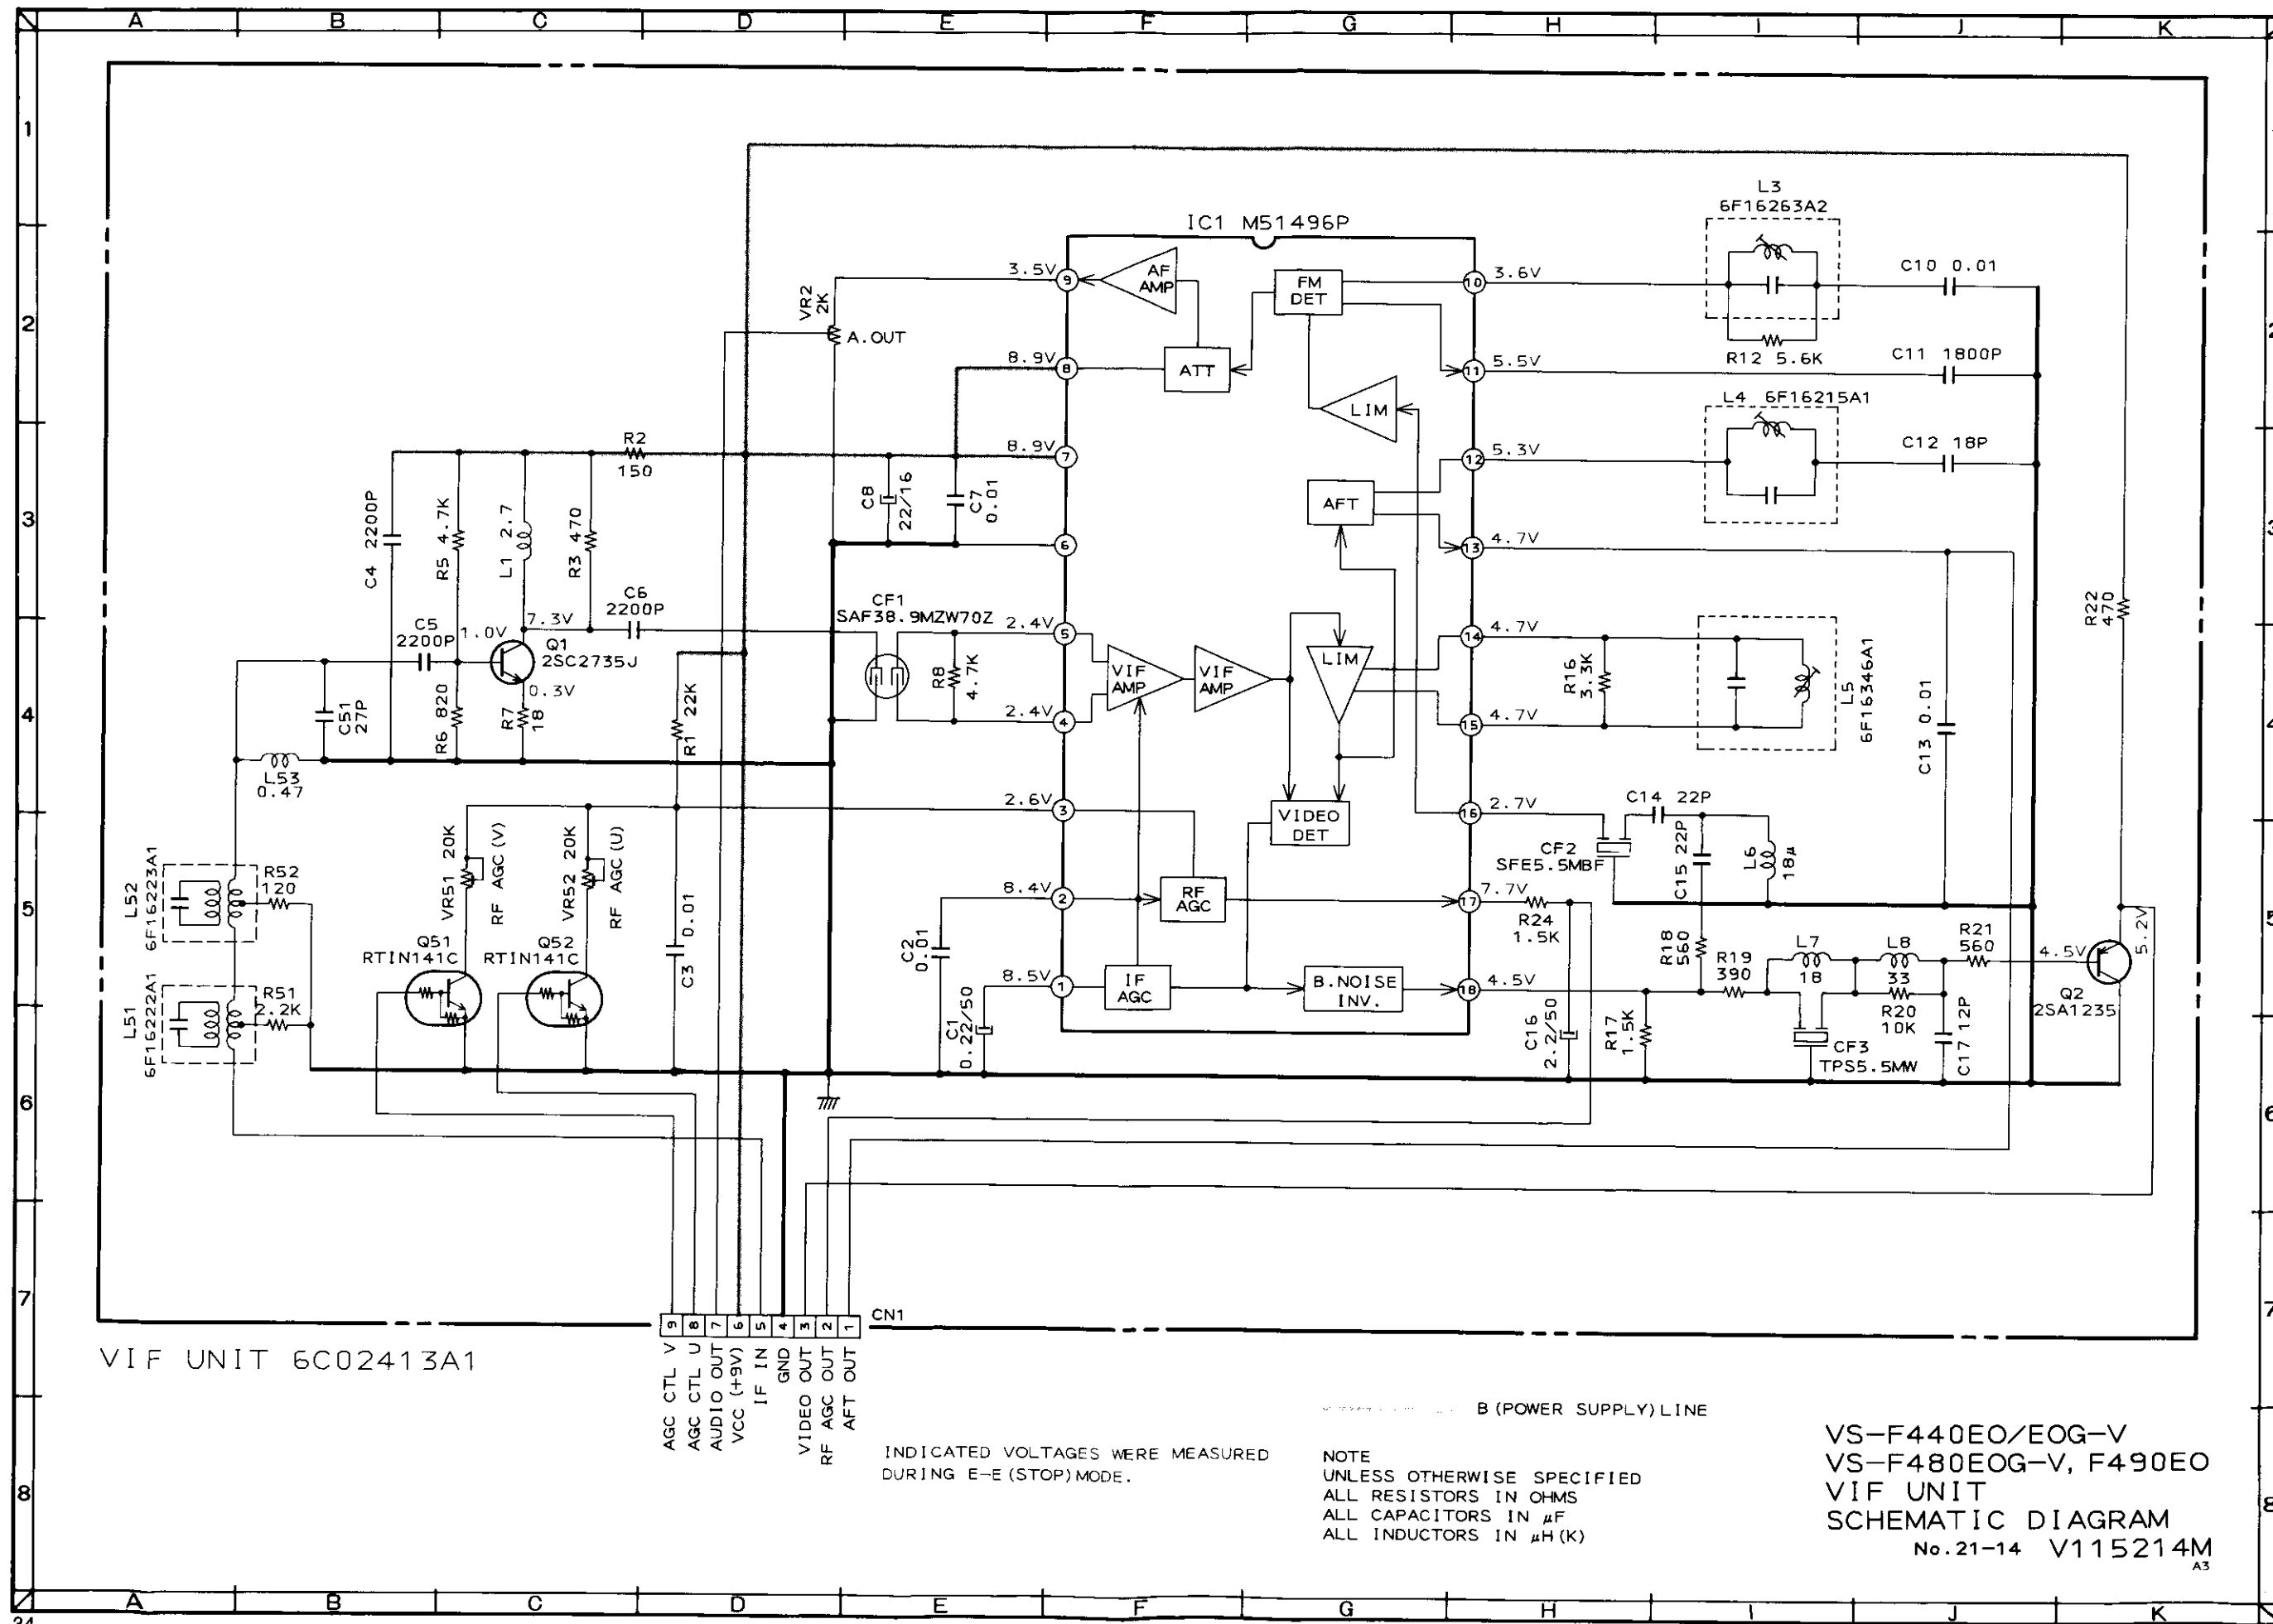 A B C D E F G H I J K
1
2
3
4
5
6
7
8
1
2
3
4
5
6
7
8
L3
6F16263A2
IC1 M51496P
3.5V 9
AF AMP
FM DET
10 3.6V
C10 0.01
VR2 2K
A.OUT
8.9V 8
ATT
LIM
11 5.5V
R12 5.6K
C11 1800P
L4 6F16215A1
R2
150
8.9V 7
12 5.3V
C12 18P
C4 2200P
R5 4.7K
L1 2.7
R3 470
C8
22/16
C7
0.01
AFT
6
13 4.7V
C6
2200P
CF1
SAF38.9MZW70Z
R22
470
C5
2200P
1.0V
7.3V
Q1
2SC2735J
0.3V
2.4V 5
VIF AMP
VIF AMP
LIM
14 4.7V
R16
3.3K
L5
6F16346A1
C51
27P
R6 820
R7
18
R1 22K
R8
4.7K
2.4V 4
15 4.7V
C13 0.01
L53
0.47
2.6V 3
VIDEO DET
16 2.7V
C14 22P
CF2
SFE5.5MBF
C15 22P
L6
18μ
L52
6F16223A1
R52
120
VR51 20K
RF AGC (V)
VR52 20K
RF AGC (U)
8.4V 2
RF AGC
17 7.7V
R24
1.5K
Q51
RTIN141C
Q52
RTIN141C
C3 0.01
C2
0.01
R18
560
R19
390
L7
18
L8
33
R21
560
4.5V
5.2V
L51
6F16222A1
R51
2.2K
8.5V 1
C1
0.22/50
IF AGC
B.NOISE INV.
18 4.5V
C16
2.2/50
R17
1.5K
R20
10K
Q2
2SA1235
CF3
TPS5.5MW
C17 12P
9 8 7 6 5 4 3 2 1
CN1
VIF UNIT 6C02413A1
AGC CTL V
AGC CTL U
AUDIO OUT
VCC (+9V)
IF IN
GND
VIDEO OUT
RF AGC OUT
AFT OUT
B (POWER SUPPLY) LINE
INDICATED VOLTAGES WERE MEASURED
DURING E-E (STOP) MODE.
NOTE
UNLESS OTHERWISE SPECIFIED
ALL RESISTORS IN OHMS
ALL CAPACITORS IN μF
ALL INDUCTORS IN μH (K)
VS-F440EO/EOG-V
VS-F480EOG-V, F490EO
VIF UNIT
SCHEMATIC DIAGRAM
No.21-14 V115214M
A3
A B C D E F G H I J K